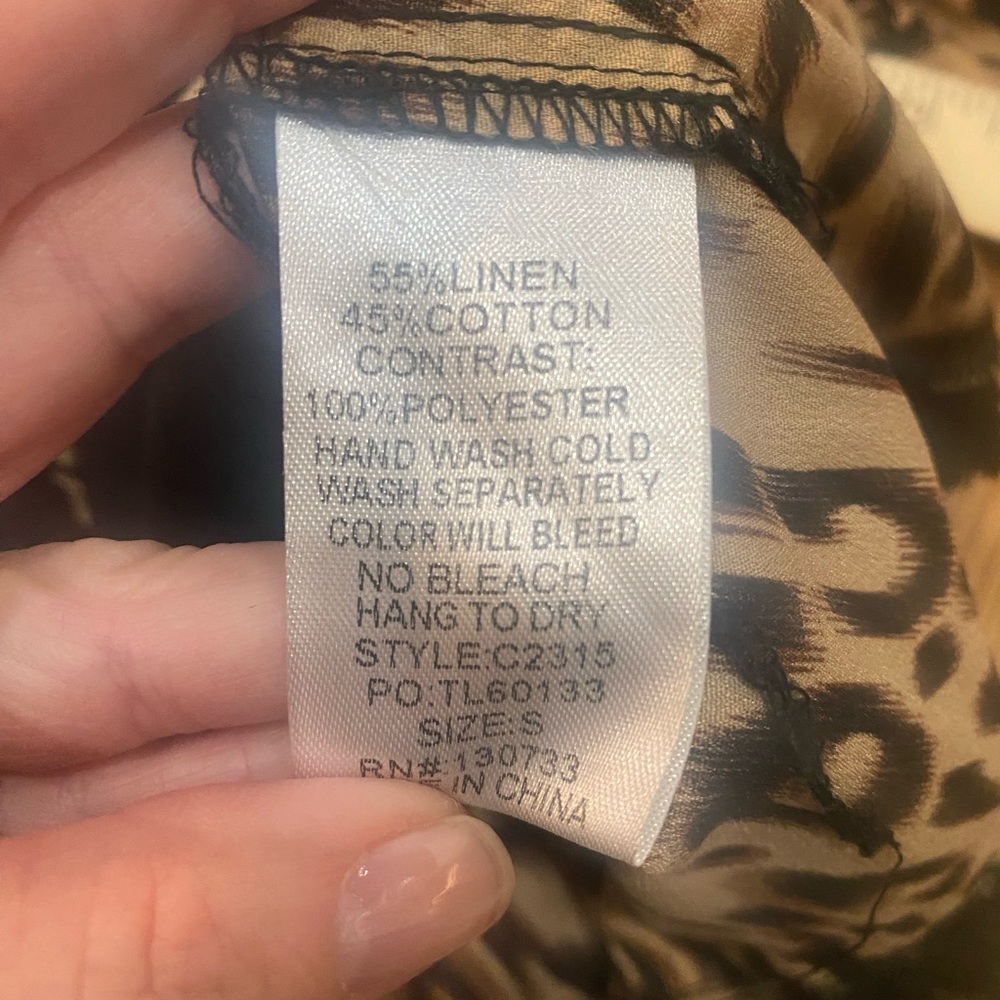 55%LINEN
45%COTTON
CONTRAST:
100%POLYESTER
HAND WASH COLD
WASH SEPARATELY
COLOR WILL BLEED
NO BLEACH
HANG TO DRY
STYLE:C2315
PO:TL60133
SIZE:S
RN#:130733
IN CHINA